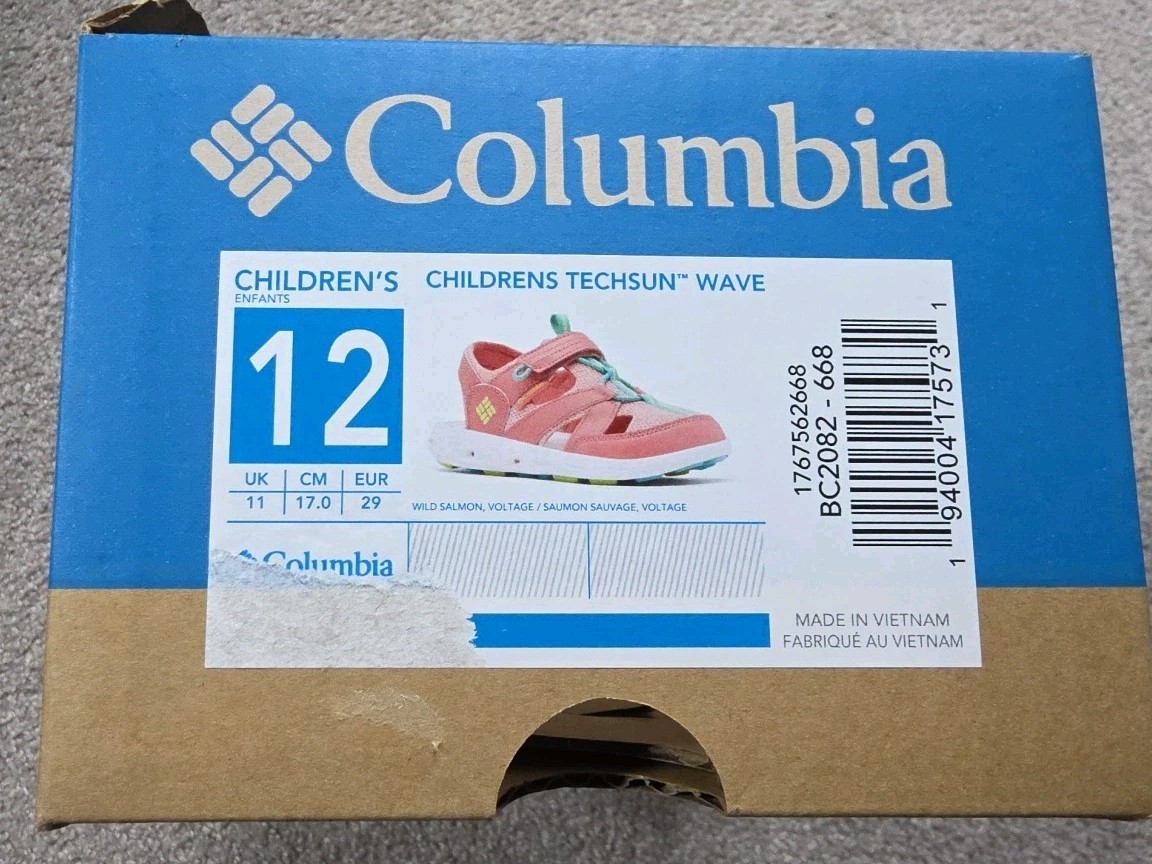 Columbia
CHILDREN'S
ENFANTS
12
UK CM EUR
11 17.0 29
CHILDRENS TECHSUN™ WAVE
WILD SALMON, VOLTAGE / SAUMON SAUVAGE, VOLTAGE
1767562668
BC2082 - 668
1 94004 17573 1
Columbia
MADE IN VIETNAM
FABRIQUÉ AU VIETNAM